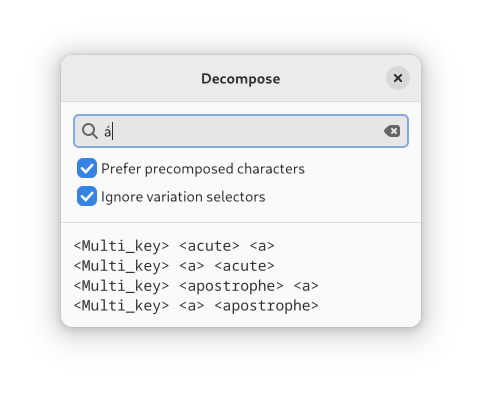 Decompose
á
Prefer precomposed characters
Ignore variation selectors
<Multi_key> <acute> <a>
<Multi_key> <a> <acute>
<Multi_key> <apostrophe> <a>
<Multi_key> <a> <apostrophe>